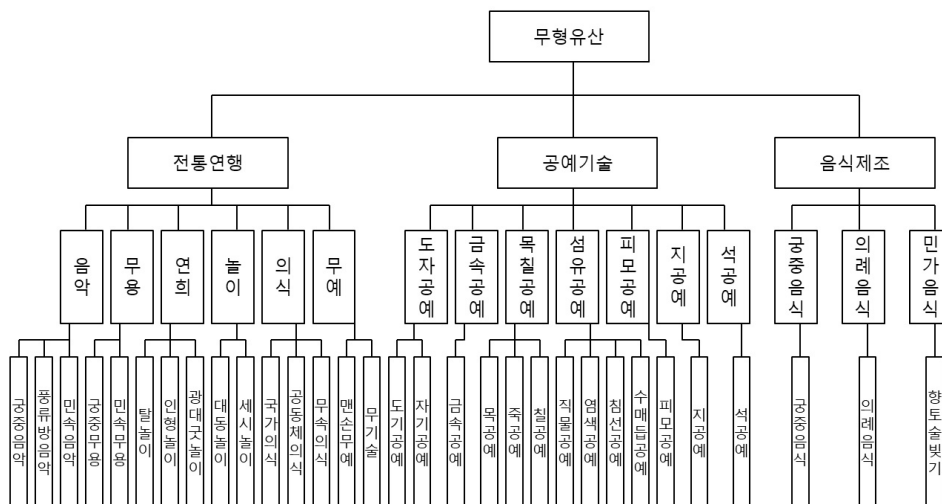 무형유산
전통연행
공예기술
음식제조
음악
무용
연희
놀이
의식
무예
도자공예
금속공예
목칠공예
섬유공예
피모공예
지공예
석공예
궁중음식
의례음식
민가음식
궁중음악
풍류방음악
민속음악
궁중무용
민속무용
탈놀이
인형놀이
광대굿놀이
대동놀이
세시놀이
국가의식
공동체의식
무속의식
맨손무예
무기술
도기공예
자기공예
금속공예
목공예
죽공예
칠공예
직물공예
염색공예
침선공예
수매듭공예
피모공예
지공예
석공예
궁중음식
의례음식
향토술빚기